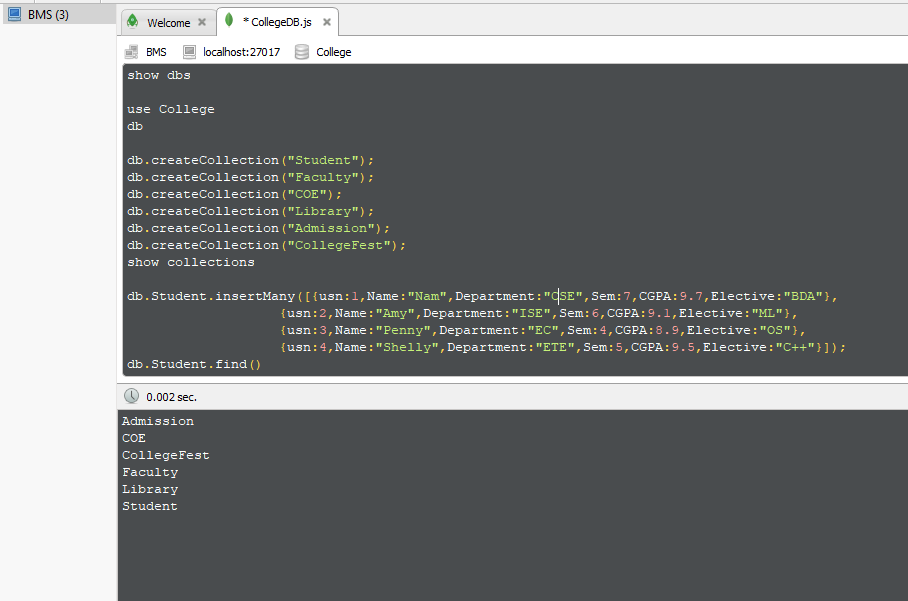 BMS (3)
Welcome
* CollegeDB.js
BMS localhost:27017 College
show dbs
use College
db
db.createCollection("Student");
db.createCollection("Faculty");
db.createCollection("COE");
db.createCollection("Library");
db.createCollection("Admission");
db.createCollection("CollegeFest");
show collections
db.Student.insertMany([{usn:1,Name:"Nam",Department:"CSE",Sem:7,CGPA:9.7,Elective:"BDA"},
{usn:2,Name:"Amy",Department:"ISE",Sem:6,CGPA:9.1,Elective:"ML"},
{usn:3,Name:"Penny",Department:"EC",Sem:4,CGPA:8.9,Elective:"OS"},
{usn:4,Name:"Shelly",Department:"ETE",Sem:5,CGPA:9.5,Elective:"C++"}]);
db.Student.find()
0.002 sec.
Admission
COE
CollegeFest
Faculty
Library
Student